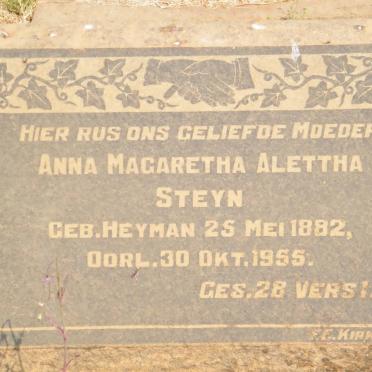 HIER RUS ONS GELIEFDE MOEDER
ANNA MAGARETHA ALETTHA
STEYN
GEB. HEYMAN 25 MEI 1882,
OORL. 30 OKT. 1955.
GES. 28 VERS 1